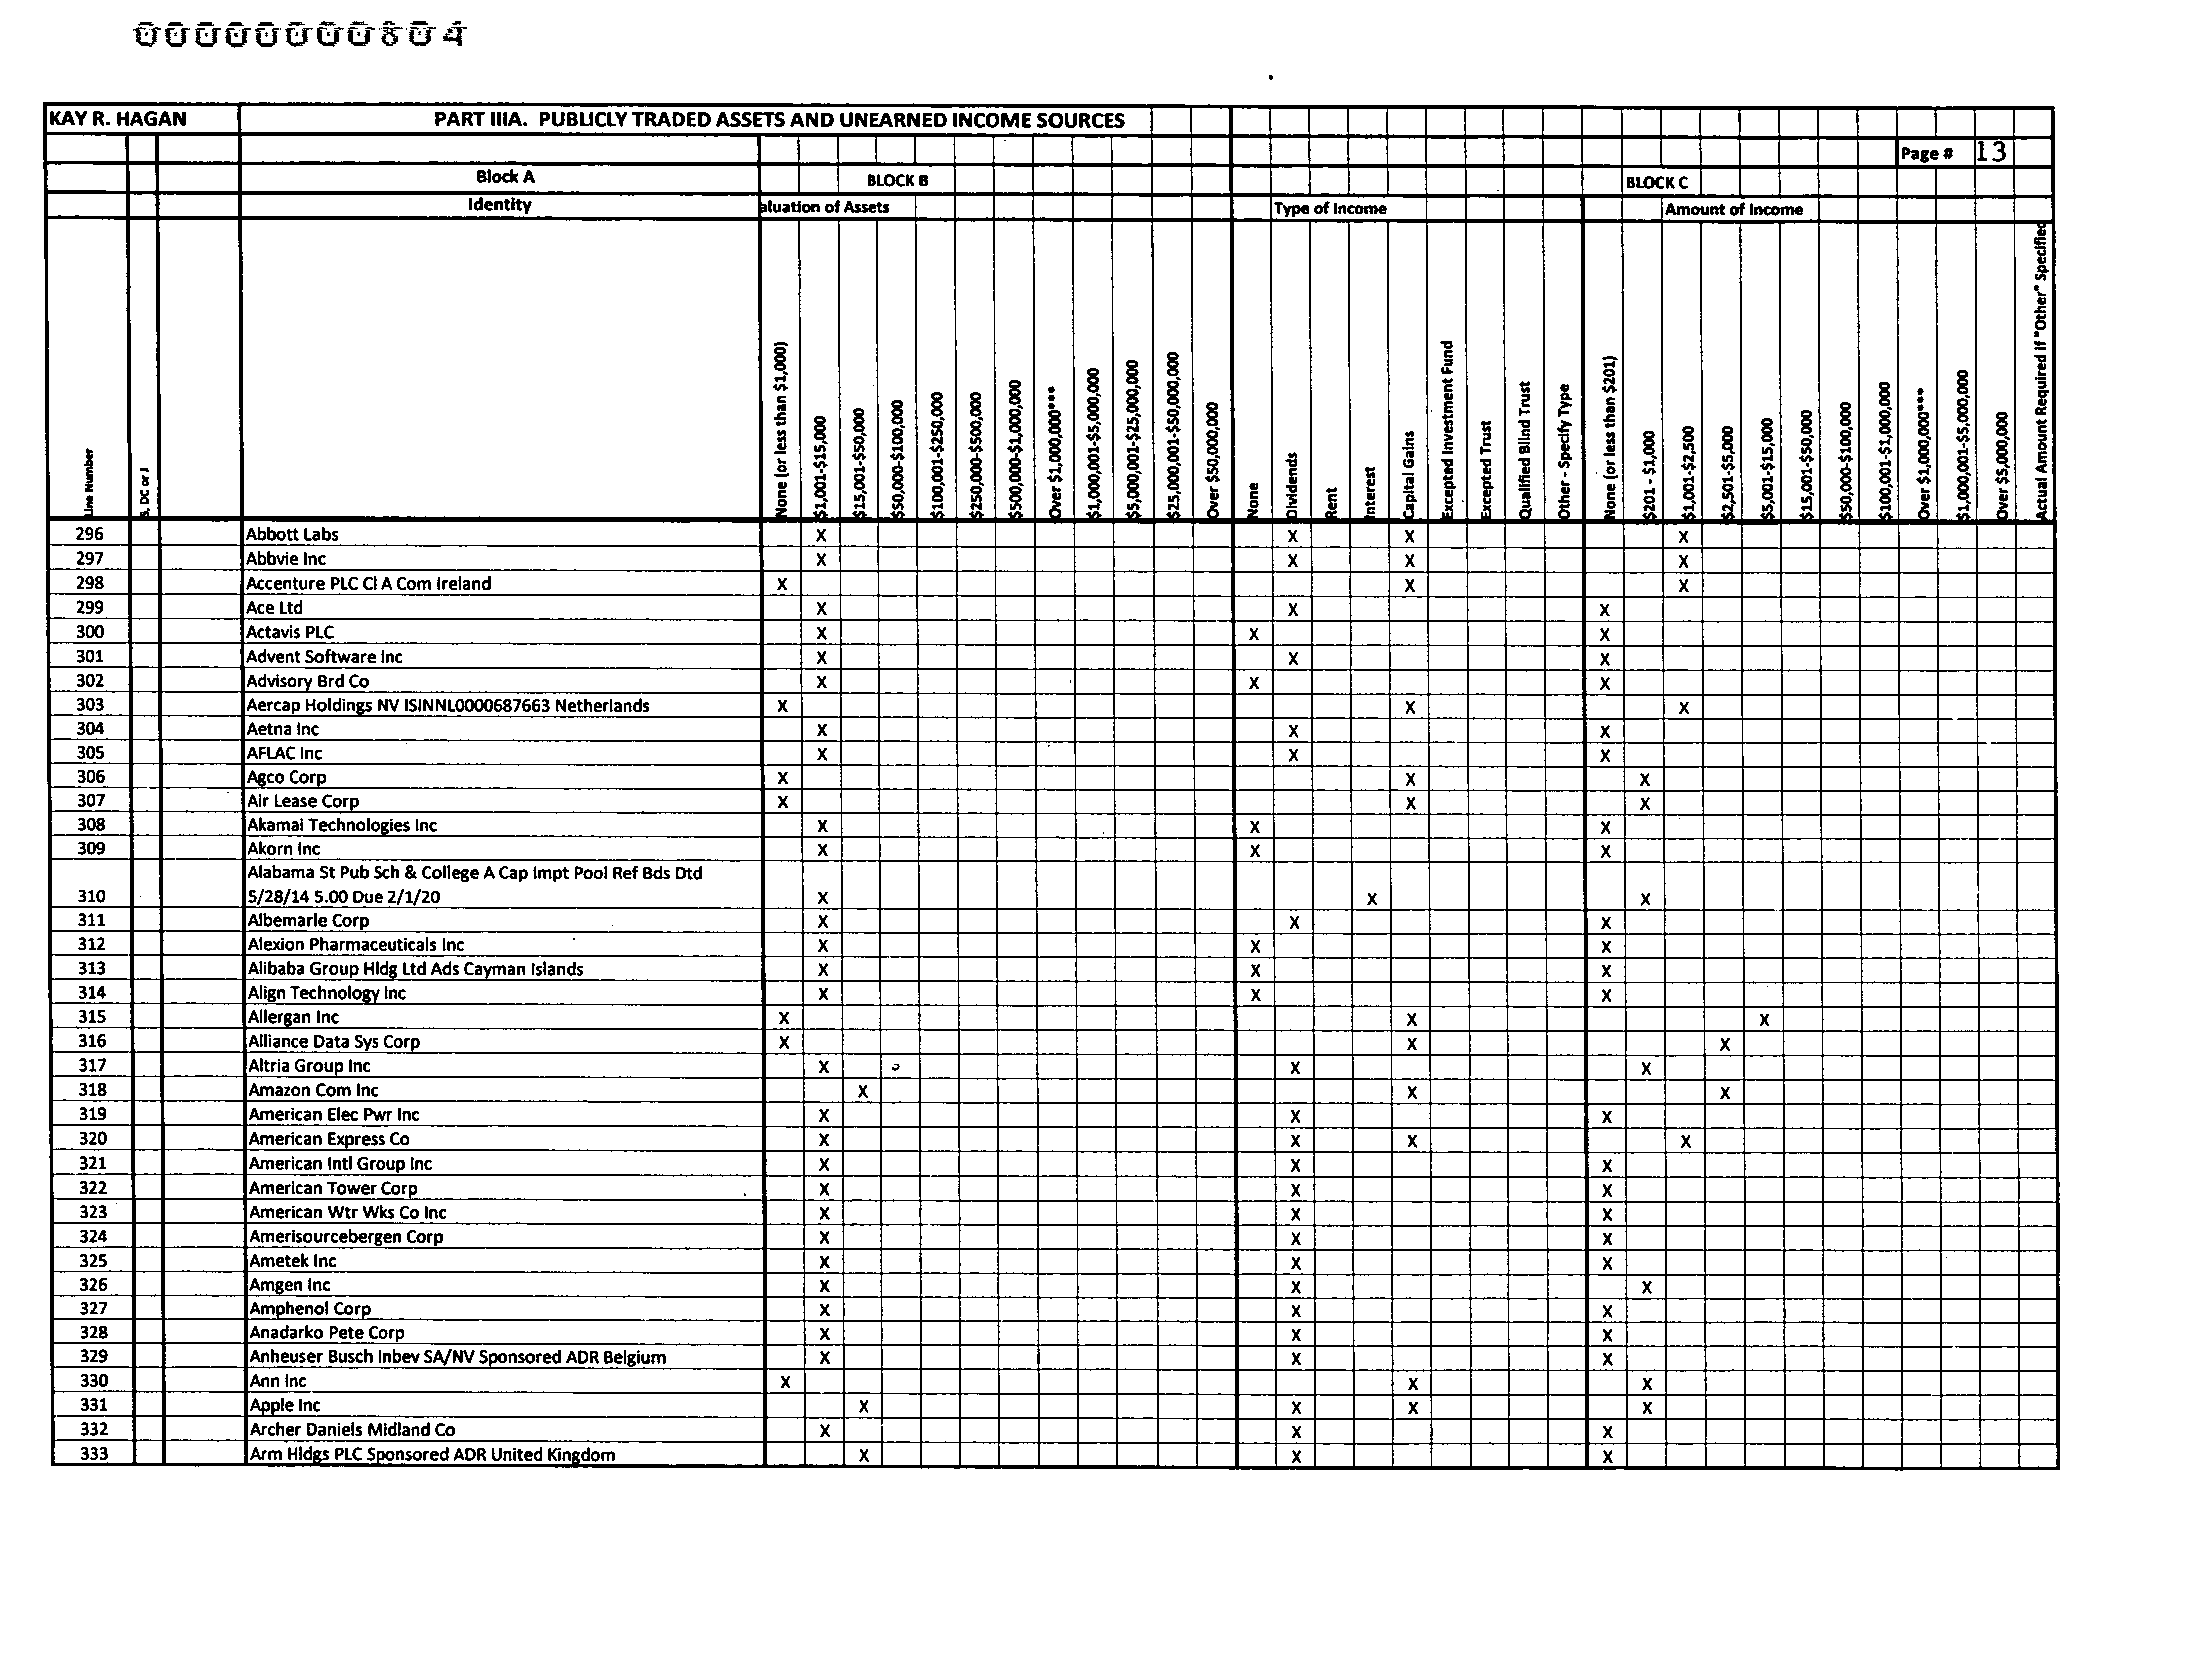 0000000804
KAY R. HAGAN PART IIIA. PUBLICLY TRADED ASSETS AND UNEARNED INCOME SOURCES
Page # 13
Block A BLOCK B BLOCK C
Identity aluation of Assets Type of Income Amount of Income
Line Number
S, DC or J
None (or less than $1,000)
$1,001-$15,000
$15,001-$50,000
$50,000-$100,000
$100,001-$250,000
$250,000-$500,000
$500,000-$1,000,000
Over $1,000,000***
$1,000,001-$5,000,000
$5,000,001-$25,000,000
$25,000,001-$50,000,000
Over $50,000,000
None
Dividends
Rent
Interest
Capital Gains
Excepted Investment Fund
Excepted Trust
Qualified Blind Trust
Other - Specify Type
None (or less than $201)
$201 - $1,000
$1,001-$2,500
$2,501-$5,000
$5,001-$15,000
$15,001-$50,000
$50,000-$100,000
$100,001-$1,000,000
Over $1,000,000***
$1,000,001-$5,000,000
Over $5,000,000
Actual Amount Required if "Other" Specified
296 Abbott Labs X X X X
297 Abbvie Inc X X X X
298 Accenture PLC Cl A Com Ireland X X X
299 Ace Ltd X X X
300 Actavis PLC X X X
301 Advent Software Inc X X X
302 Advisory Brd Co X X X
303 Aercap Holdings NV ISINNL0000687663 Netherlands X X X
304 Aetna Inc X X X
305 AFLAC Inc X X X
306 Agco Corp X X X
307 Air Lease Corp X X X
308 Akamai Technologies Inc X X X
309 Akorn Inc X X X
Alabama St Pub Sch & College A Cap Impt Pool Ref Bds Dtd
310 5/28/14 5.00 Due 2/1/20 X X X
311 Albemarle Corp X X X
312 Alexion Pharmaceuticals Inc X X X
313 Alibaba Group Hldg Ltd Ads Cayman Islands X X X
314 Align Technology Inc X X X
315 Allergan Inc X X X
316 Alliance Data Sys Corp X X X
317 Altria Group Inc X X X
318 Amazon Com Inc X X X
319 American Elec Pwr Inc X X X
320 American Express Co X X X X
321 American Intl Group Inc X X X
322 American Tower Corp X X X
323 American Wtr Wks Co Inc X X X
324 Amerisourcebergen Corp X X X
325 Ametek Inc X X X
326 Amgen Inc X X X
327 Amphenol Corp X X X
328 Anadarko Pete Corp X X X
329 Anheuser Busch Inbev SA/NV Sponsored ADR Belgium X X X
330 Ann Inc X X X
331 Apple Inc X X X X
332 Archer Daniels Midland Co X X X
333 Arm Hldgs PLC Sponsored ADR United Kingdom X X X